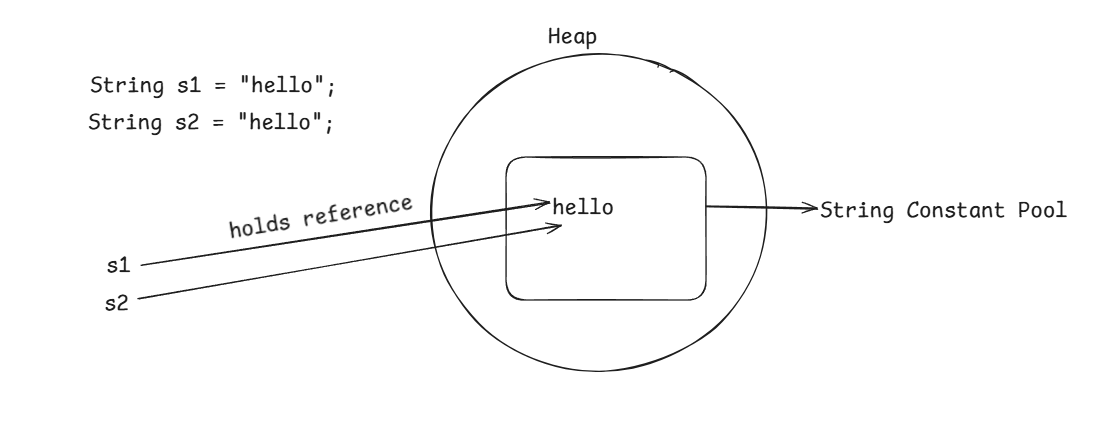 Heap
String s1 = "hello";
String s2 = "hello";
holds reference
hello
String Constant Pool
s1
s2